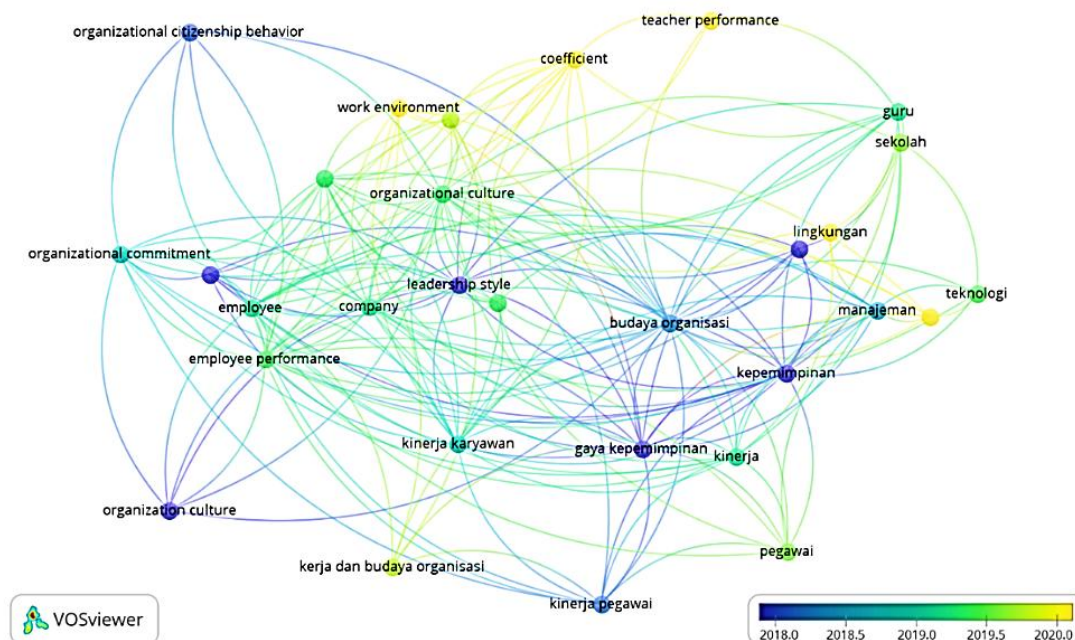 teacher performance
organizational citizenship behavior
coefficient
work environment
guru
sekolah
organizational culture
lingkungan
organizational commitment
leadership style
teknologi
employee
company
manajeman
budaya organisasi
employee performance
kepemimpinan
kinerja karyawan
gaya kepemimpinan
kinerja
organization culture
pegawai
kerja dan budaya organisasi
kinerja pegawai
VOSviewer
2018.0 2018.5 2019.0 2019.5 2020.0